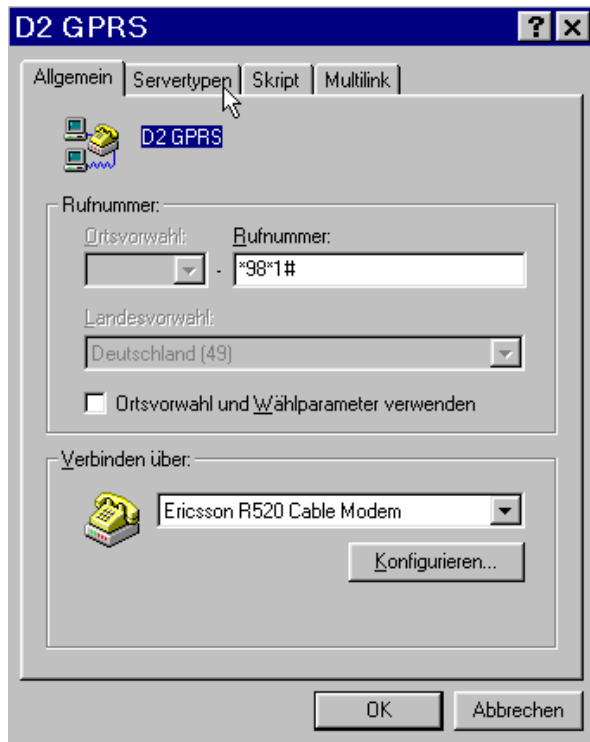 D2 GPRS
Allgemein Servertypen Skript Multilink
D2 GPRS
Rufnummer:
Ortsvorwahl: Rufnummer:
- *98*1#
Landesvorwahl:
Deutschland (49)
Ortsvorwahl und Wählparameter verwenden
Verbinden über:
Ericsson R520 Cable Modem
Konfigurieren...
OK Abbrechen